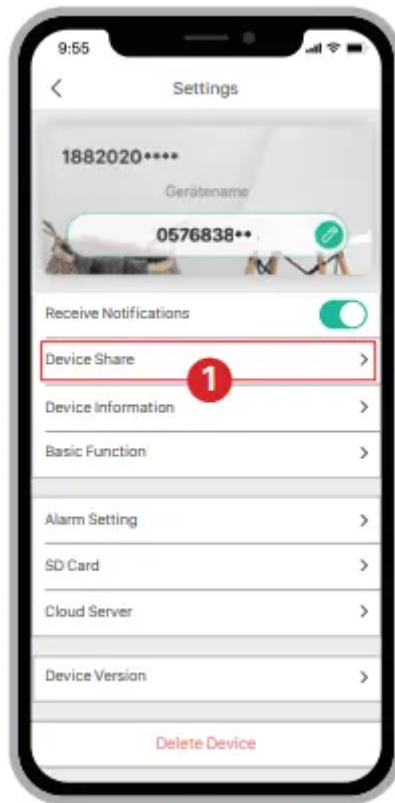 9:55
Settings
1882020****
Gerätename
0576838**
Receive Notifications
Device Share
1
Device Information
Basic Function
Alarm Setting
SD Card
Cloud Server
Device Version
Delete Device